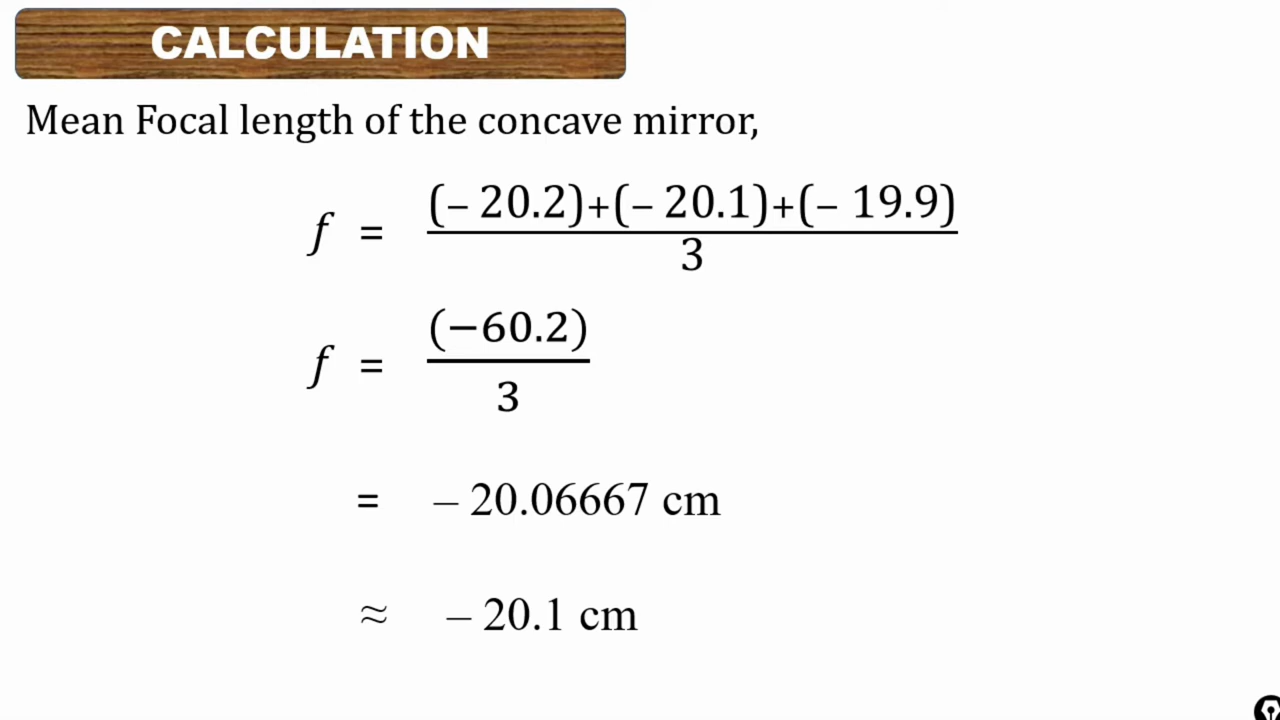 CALCULATION
Mean Focal length of the concave mirror,
f = (– 20.2)+(– 20.1)+(– 19.9)
3
f = (−60.2)
3
= – 20.06667 cm
≈ – 20.1 cm